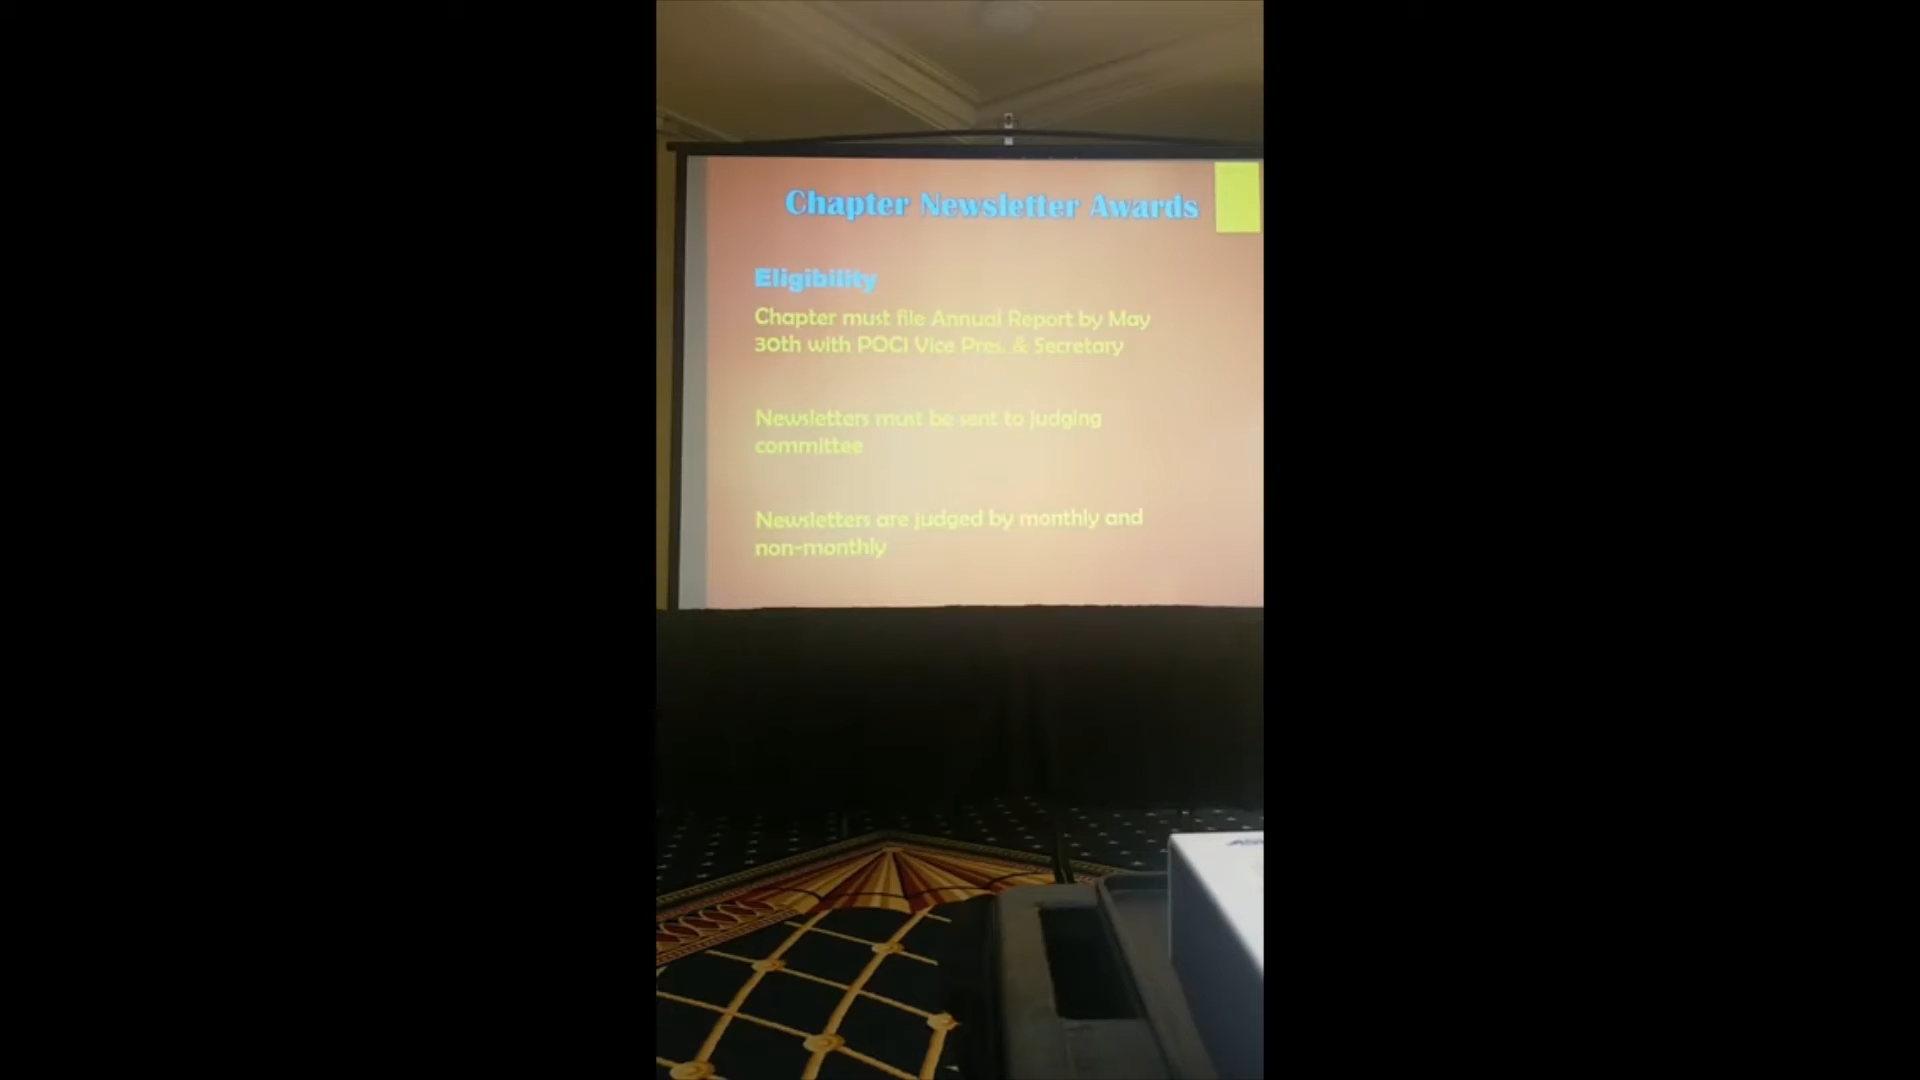 Chapter Newsletter Awards
Eligibility
Chapter must file Annual Report by May
30th with POCI Vice Pres. & Secretary
Newsletters must be sent to judging
committee
Newsletters are judged by monthly and
non-monthly